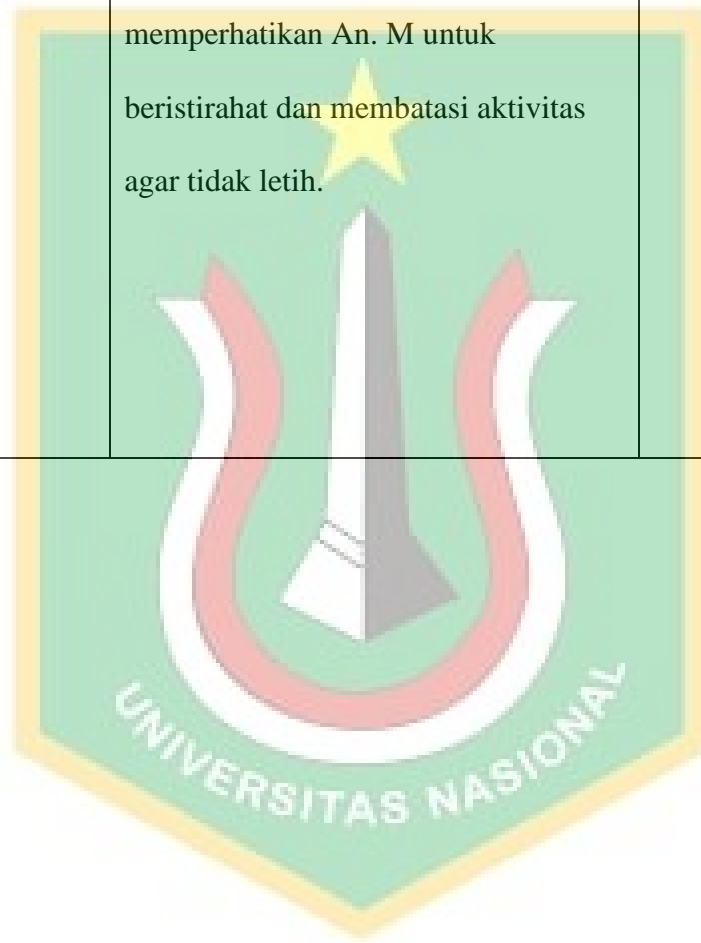 memperhatikan An. M untuk
beristirahat dan membatasi aktivitas
agar tidak letih.
UNIVERSITAS NASIONAL